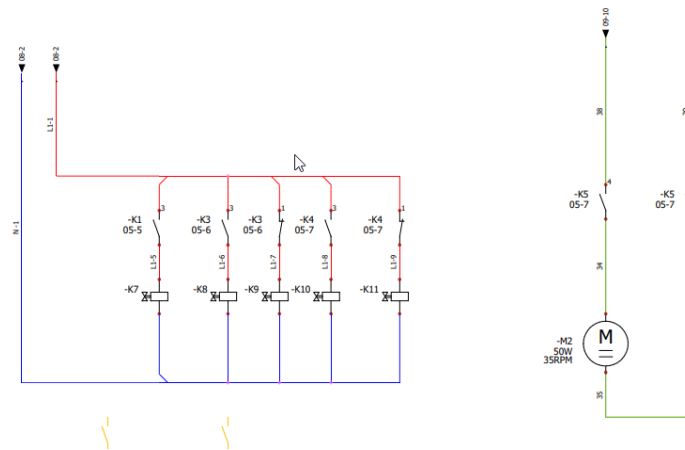 08-2
08-2
09-10
L1-1
38
N-1
3
3
1
3
1
4
-K1
05-5
-K3
05-6
-K3
05-6
-K4
05-7
-K4
05-7
-K5
05-7
-K5
05-7
L1-5
L1-6
L1-7
L1-8
L1-9
34
-K7
-K8
-K9
-K10
-K11
-M2
50W
35RPM
M
35